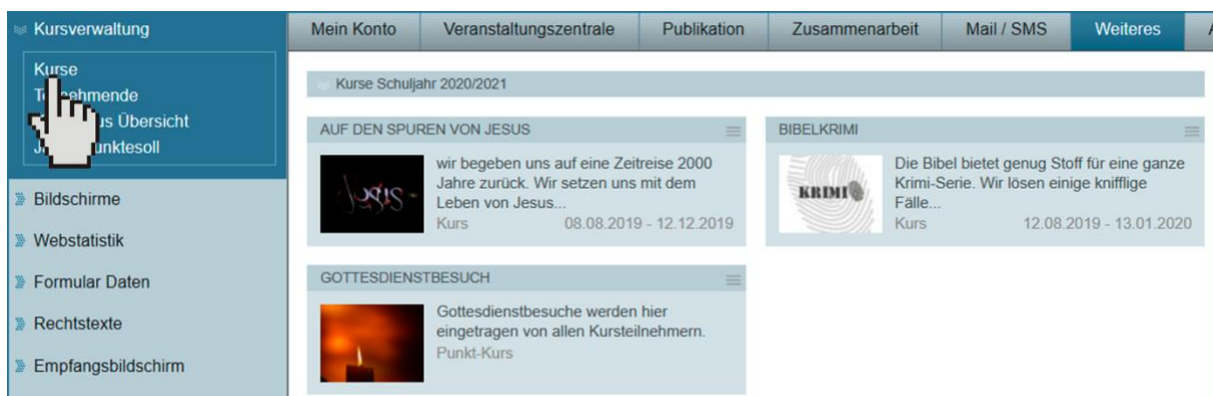 Kursverwaltung
Kurse
Übersicht
Bildschirme
Webstatistik
Formular Daten
Rechtstexte
Empfangsbildschirm
Mein Konto Veranstaltungszentrale Publikation Zusammenarbeit Mail / SMS Weiteres
Kurse Schuljahr 2020/2021
AUF DEN SPUREN VON JESUS
wir begeben uns auf eine Zeitreise 2000
Jahre zurück. Wir setzen uns mit dem
Leben von Jesus...
Kurs 08.08.2019 - 12.12.2019
BIBELKRIMI
KRIMI
Die Bibel bietet genug Stoff für eine ganze
Krimi-Serie. Wir lösen einige knifflige
Fälle...
Kurs 12.08.2019 - 13.01.2020
GOTTESDIENSTBESUCH
Gottesdienstbesuche werden hier
eingetragen von allen Kursteilnehmern.
Punkt-Kurs